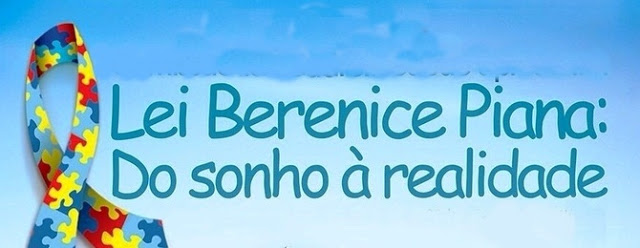 Lei Berenice Piana:
Do sonho à realidade